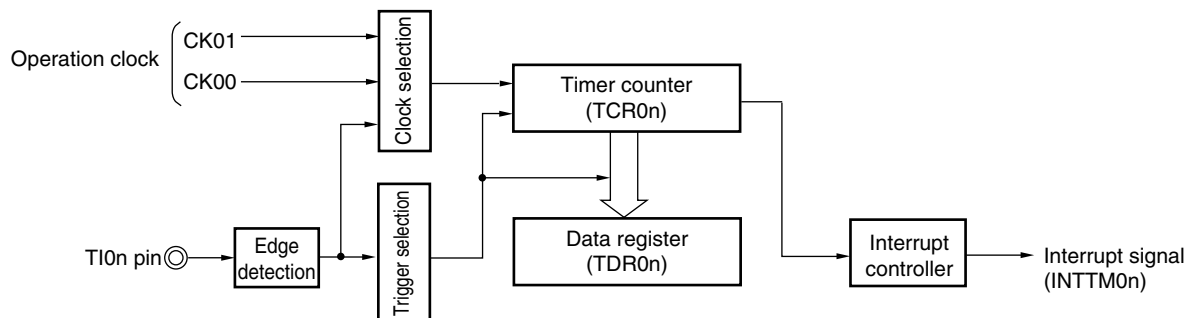 Operation clock
CK01
CK00
Clock selection
Timer counter
(TCR0n)
Trigger selection
TI0n pin
Edge
detection
Data register
(TDR0n)
Interrupt
controller
Interrupt signal
(INTTM0n)